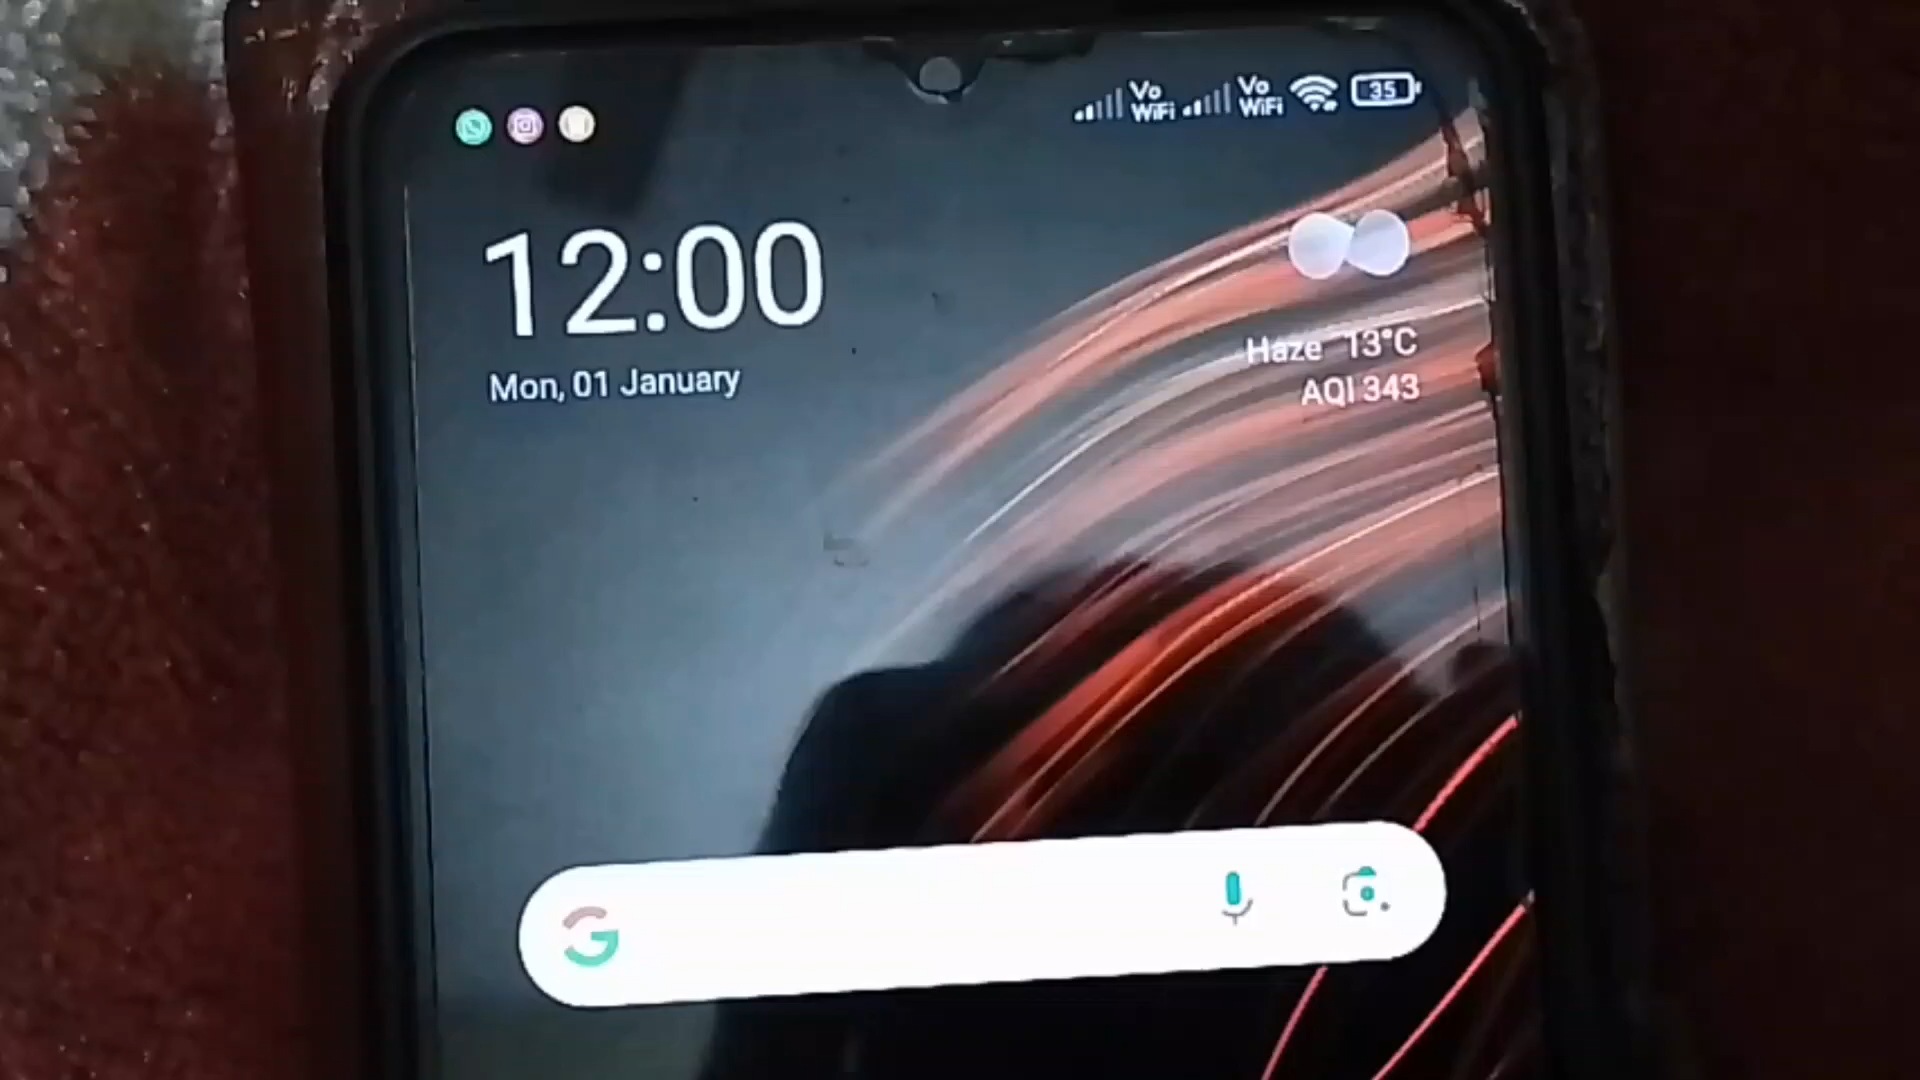 Vo WiFi Vo WiFi 35
12:00
Mon, 01 January
Haze 13°C
AQI 343
G